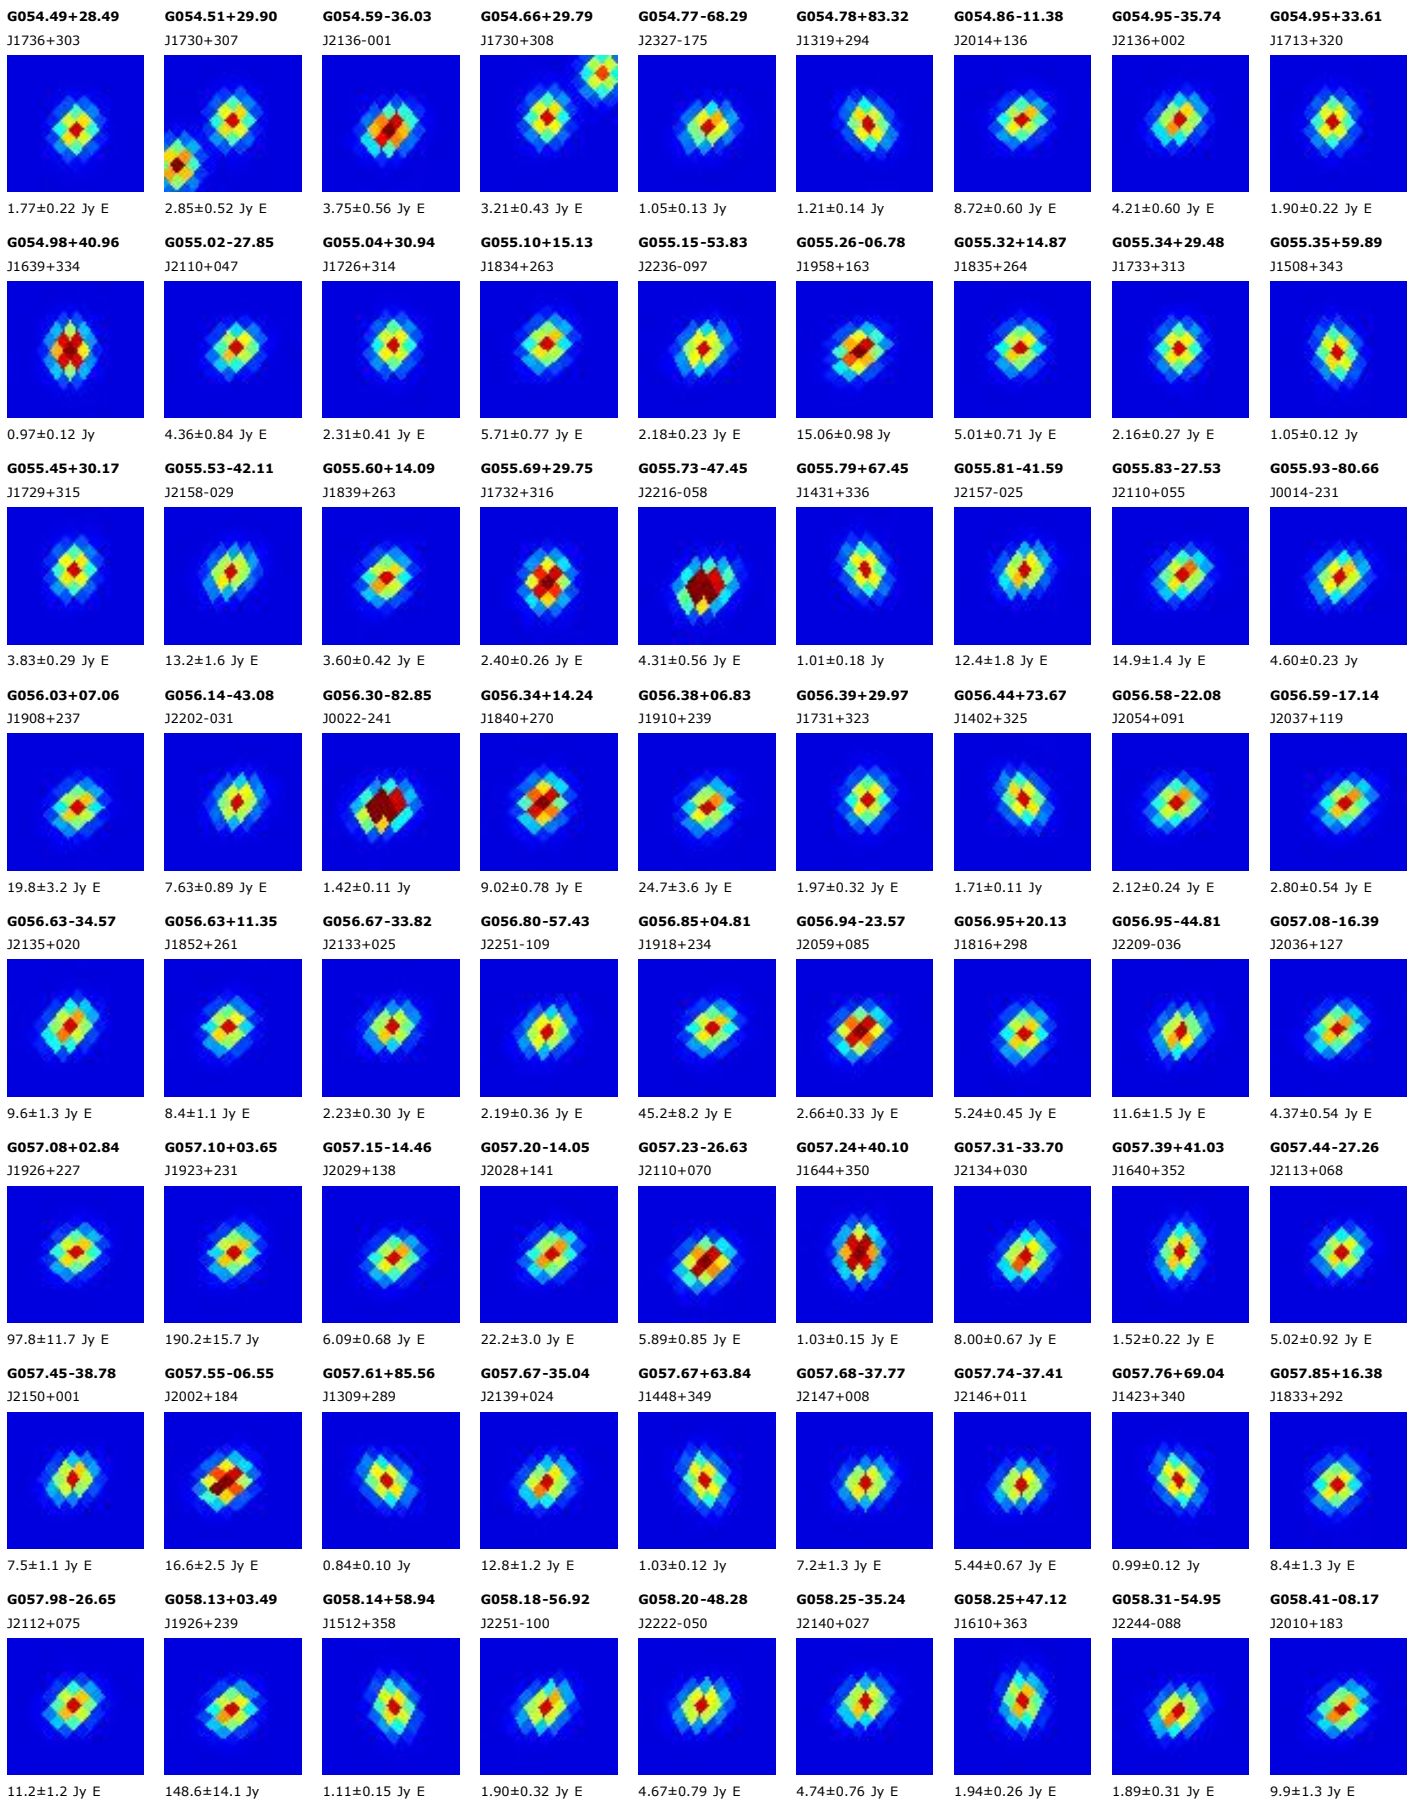 G054.49+28.49 G054.51+29.90 G054.59-36.03 G054.66+29.79 G054.77-68.29 G054.78+83.32 G054.86-11.38 G054.95-35.74 G054.95+33.61
J1736+303 J1730+307 J2136-001 J1730+308 J2327-175 J1319+294 J2014+136 J2136+002 J1713+320
1.77±0.22 Jy E 2.85±0.52 Jy E 3.75±0.56 Jy E 3.21±0.43 Jy E 1.05±0.13 Jy 1.21±0.14 Jy 8.72±0.60 Jy E 4.21±0.60 Jy E 1.90±0.22 Jy E
G054.98+40.96 G055.02-27.85 G055.04+30.94 G055.10+15.13 G055.15-53.83 G055.26-06.78 G055.32+14.87 G055.34+29.48 G055.35+59.89
J1639+334 J2110+047 J1726+314 J1834+263 J2236-097 J1958+163 J1835+264 J1733+313 J1508+343
0.97±0.12 Jy 4.36±0.84 Jy E 2.31±0.41 Jy E 5.71±0.77 Jy E 2.18±0.23 Jy E 15.06±0.98 Jy 5.01±0.71 Jy E 2.16±0.27 Jy E 1.05±0.12 Jy
G055.45+30.17 G055.53-42.11 G055.60+14.09 G055.69+29.75 G055.73-47.45 G055.79+67.45 G055.81-41.59 G055.83-27.53 G055.93-80.66
J1729+315 J2158-029 J1839+263 J1732+316 J2216-058 J1431+336 J2157-025 J2110+055 J0014-231
3.83±0.29 Jy E 13.2±1.6 Jy E 3.60±0.42 Jy E 2.40±0.26 Jy E 4.31±0.56 Jy E 1.01±0.18 Jy 12.4±1.8 Jy E 14.9±1.4 Jy E 4.60±0.23 Jy
G056.03+07.06 G056.14-43.08 G056.30-82.85 G056.34+14.24 G056.38+06.83 G056.39+29.97 G056.44+73.67 G056.58-22.08 G056.59-17.14
J1908+237 J2202-031 J0022-241 J1840+270 J1910+239 J1731+323 J1402+325 J2054+091 J2037+119
19.8±3.2 Jy E 7.63±0.89 Jy E 1.42±0.11 Jy 9.02±0.78 Jy E 24.7±3.6 Jy E 1.97±0.32 Jy E 1.71±0.11 Jy 2.12±0.24 Jy E 2.80±0.54 Jy E
G056.63-34.57 G056.63+11.35 G056.67-33.82 G056.80-57.43 G056.85+04.81 G056.94-23.57 G056.95+20.13 G056.95-44.81 G057.08-16.39
J2135+020 J1852+261 J2133+025 J2251-109 J1918+234 J2059+085 J1816+298 J2209-036 J2036+127
9.6±1.3 Jy E 8.4±1.1 Jy E 2.23±0.30 Jy E 2.19±0.36 Jy E 45.2±8.2 Jy E 2.66±0.33 Jy E 5.24±0.45 Jy E 11.6±1.5 Jy E 4.37±0.54 Jy E
G057.08+02.84 G057.10+03.65 G057.15-14.46 G057.20-14.05 G057.23-26.63 G057.24+40.10 G057.31-33.70 G057.39+41.03 G057.44-27.26
J1926+227 J1923+231 J2029+138 J2028+141 J2110+070 J1644+350 J2134+030 J1640+352 J2113+068
97.8±11.7 Jy E 190.2±15.7 Jy 6.09±0.68 Jy E 22.2±3.0 Jy E 5.89±0.85 Jy E 1.03±0.15 Jy E 8.00±0.67 Jy E 1.52±0.22 Jy E 5.02±0.92 Jy E
G057.45-38.78 G057.55-06.55 G057.61+85.56 G057.67-35.04 G057.67+63.84 G057.68-37.77 G057.74-37.41 G057.76+69.04 G057.85+16.38
J2150+001 J2002+184 J1309+289 J2139+024 J1448+349 J2147+008 J2146+011 J1423+340 J1833+292
7.5±1.1 Jy E 16.6±2.5 Jy E 0.84±0.10 Jy 12.8±1.2 Jy E 1.03±0.12 Jy 7.2±1.3 Jy E 5.44±0.67 Jy E 0.99±0.12 Jy 8.4±1.3 Jy E
G057.98-26.65 G058.13+03.49 G058.14+58.94 G058.18-56.92 G058.20-48.28 G058.25-35.24 G058.25+47.12 G058.31-54.95 G058.41-08.17
J2112+075 J1926+239 J1512+358 J2251-100 J2222-050 J2140+027 J1610+363 J2244-088 J2010+183
11.2±1.2 Jy E 148.6±14.1 Jy 1.11±0.15 Jy E 1.90±0.32 Jy E 4.67±0.79 Jy E 4.74±0.76 Jy E 1.94±0.26 Jy E 1.89±0.31 Jy E 9.9±1.3 Jy E